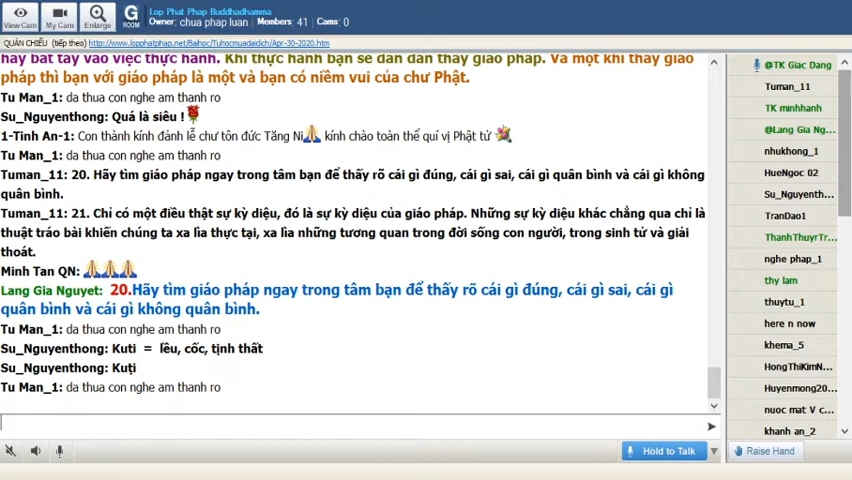 Lop Phat Phap Buddhadhamma
Owner: chua phap luan Members: 41 Cams: 0
View Cam My Cam Enlarge G ROOM
QUÁN CHIẾU (tiếp theo) http://www.lopphatphap.net/Baihoc/Tuhocmuadaidich/Apr-30-2020.htm
hãy bắt tay vào việc thực hành. Khi thực hành bạn sẽ dần dần thấy giáo pháp. Và một khi thấy giáo
pháp thì bạn với giáo pháp là một và bạn có niềm vui của chư Phật.
Tu Man_1: da thua con nghe am thanh ro
Su_Nguyenthong: Quá là siêu !
1-Tinh An-1: Con thành kính đảnh lễ chư tôn đức Tăng Ni kính chào toàn thể quí vị Phật tử
Tu Man_1: da thua con nghe am thanh ro
Tuman_11: 20. Hãy tìm giáo pháp ngay trong tâm bạn để thấy rõ cái gì đúng, cái gì sai, cái gì quân bình và cái gì không
quân bình.
Tuman_11: 21. Chỉ có một điều thật sự kỳ diệu, đó là sự kỳ diệu của giáo pháp. Những sự kỳ diệu khác chẳng qua chỉ là
thuật tráo bài khiến chúng ta xa lìa thực tại, xa lìa những tương quan trong đời sống con người, trong sinh tử và giải
thoát.
Minh Tan QN:
Lang Gia Nguyet: 20.Hãy tìm giáo pháp ngay trong tâm bạn để thấy rõ cái gì đúng, cái gì sai, cái
gì quân bình và cái gì không quân bình.
Tu Man_1: da thua con nghe am thanh ro
Su_Nguyenthong: Kuti = lều, cốc, tịnh thất
Su_Nguyenthong: Kuṭi
Tu Man_1: da thua con nghe am thanh ro
@TK Giac Dang
Tuman_11
TK minhhanh
@Lang Gia Ng...
nhukhong_1
HueNgoc 02
Su_Nguyenth...
TranDao1
ThanhThuyrTr...
nghe phap_1
thy lam
thuytu_1
here n now
khema_5
HongThiKimN...
Huyenmong20...
nuoc mat V c...
khanh an_2
Hold to Talk
Raise Hand